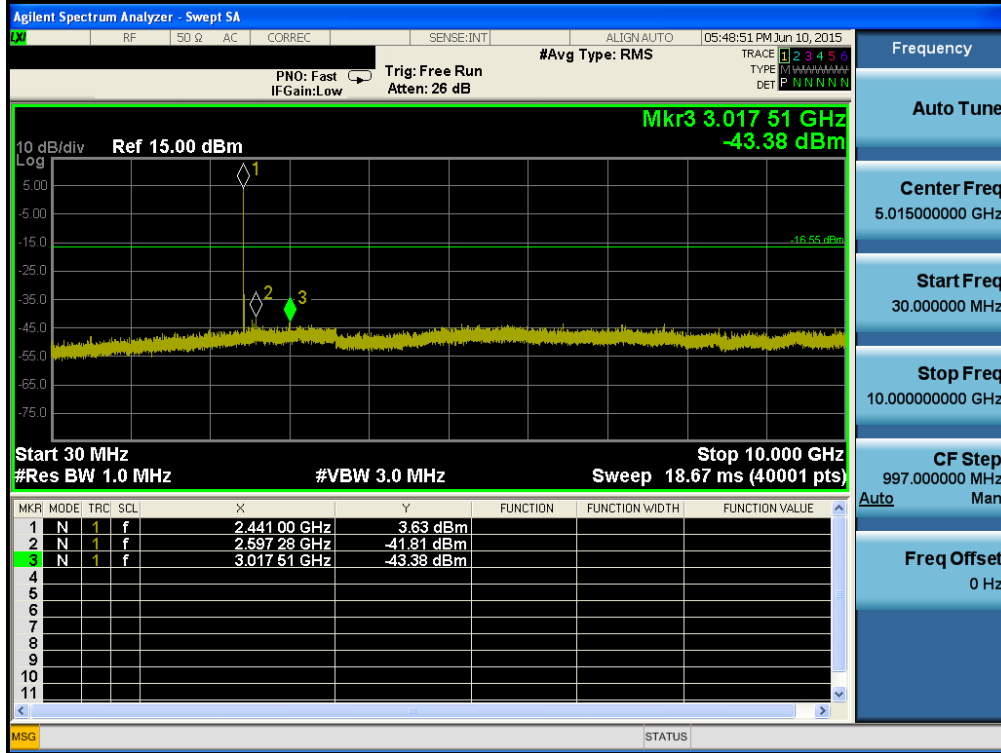 Agilent Spectrum Analyzer - Swept SA
LXI RF 50 Ω AC CORREC SENSE:INT ALIGN AUTO 05:48:51 PM Jun 10, 2015
#Avg Type: RMS
TRACE 1 2 3 4 5 6
PNO: Fast Trig: Free Run
TYPE M WWWWW
IFGain:Low Atten: 26 dB
DET P N N N N N
Mkr3 3.017 51 GHz
-43.38 dBm
10 dB/div Ref 15.00 dBm
Log
1
5.00
-5.00
-15.0
-16.55 dBm
-25.0
2 3
-35.0
-45.0
-55.0
-65.0
-75.0
Start 30 MHz Stop 10.000 GHz
#Res BW 1.0 MHz #VBW 3.0 MHz Sweep 18.67 ms (40001 pts)
MKR MODE TRC SCL X Y FUNCTION FUNCTION WIDTH FUNCTION VALUE
1 N 1 f 2.441 00 GHz 3.63 dBm
2 N 1 f 2.597 28 GHz -41.81 dBm
3 N 1 f 3.017 51 GHz -43.38 dBm
4
5
6
7
8
9
10
11
MSG STATUS
Frequency
Auto Tune
Center Freq
5.015000000 GHz
Start Freq
30.000000 MHz
Stop Freq
10.000000000 GHz
CF Step
997.000000 MHz
Auto Man
Freq Offset
0 Hz